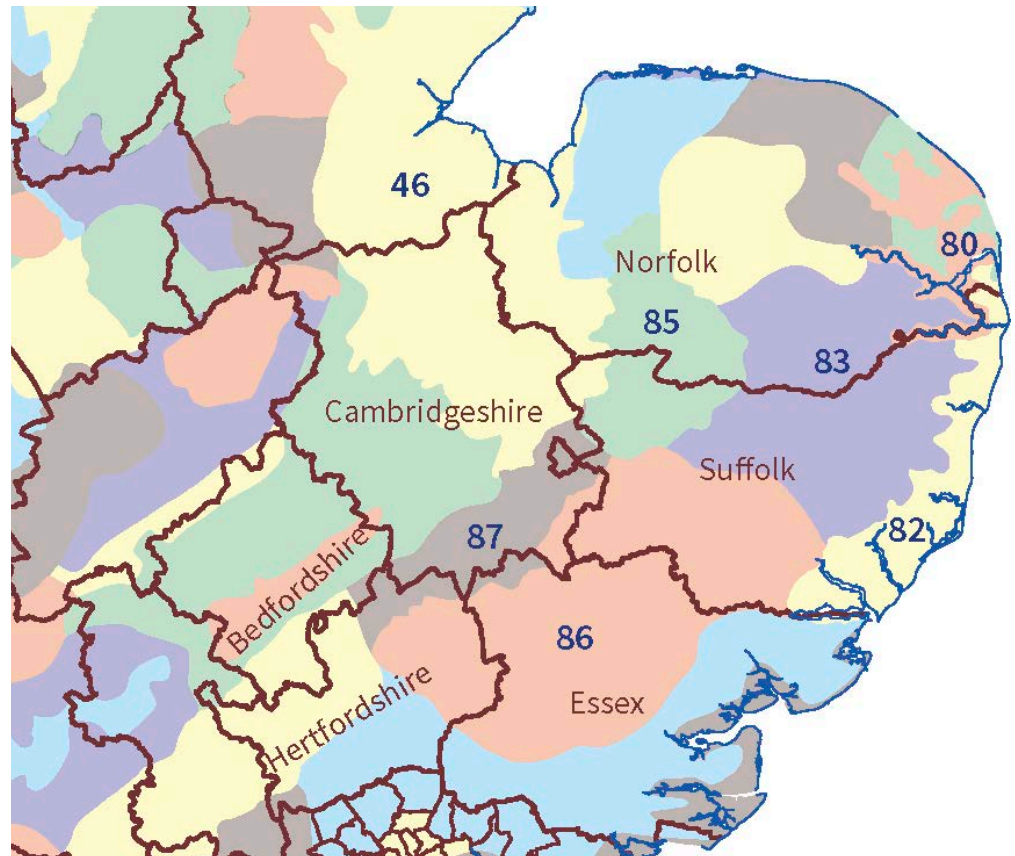 46
80
Norfolk
85
83
Cambridgeshire
Suffolk
82
87
Bedfordshire
86
Essex
Hertfordshire